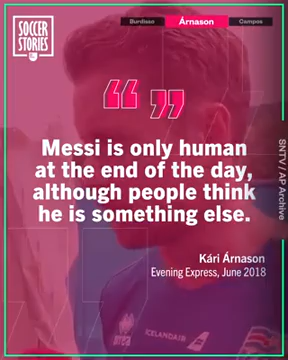 SOCCER
STORIES
Burdisso
Árnason
Campos
“ ”
Messi is only human
at the end of the day,
although people think
he is something else.
Kári Árnason
Evening Express, June 2018
SNTV / AP Archive
ICELANDAIR